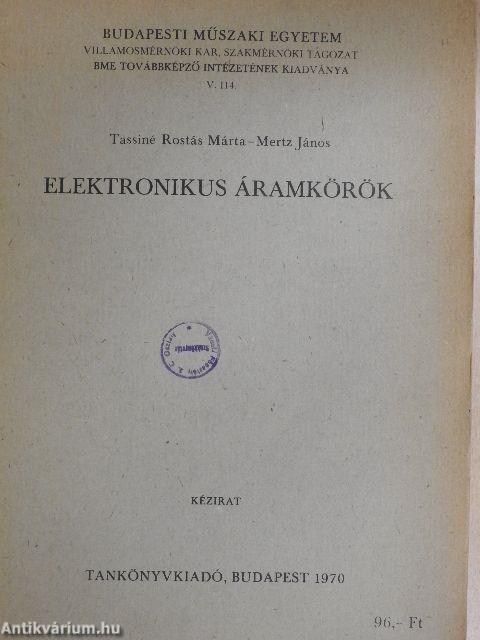 BUDAPESTI MŰSZAKI EGYETEM
VILLAMOSMÉRNÖKI KAR, SZAKMÉRNÖKI TAGOZAT
BME TOVÁBBKÉPZŐ INTÉZETÉNEK KIADVÁNYA
V. 114.
Tassiné Rostás Márta – Mertz János
ELEKTRONIKUS ÁRAMKÖRÖK
KÉZIRAT
TANKÖNYVKIADÓ, BUDAPEST 1970
96,- Ft
Antikvárium.hu